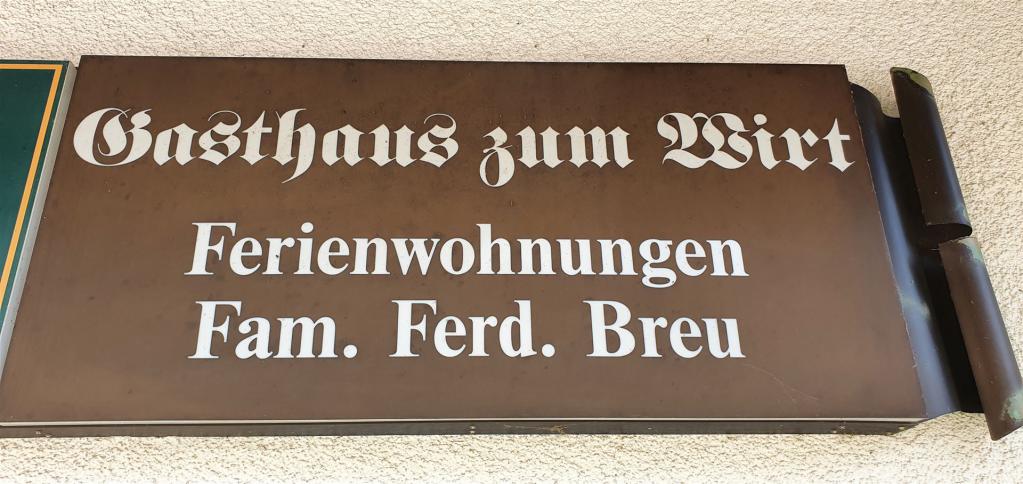 Gasthaus zum Wirt
Ferienwohnungen
Fam. Ferd. Breu